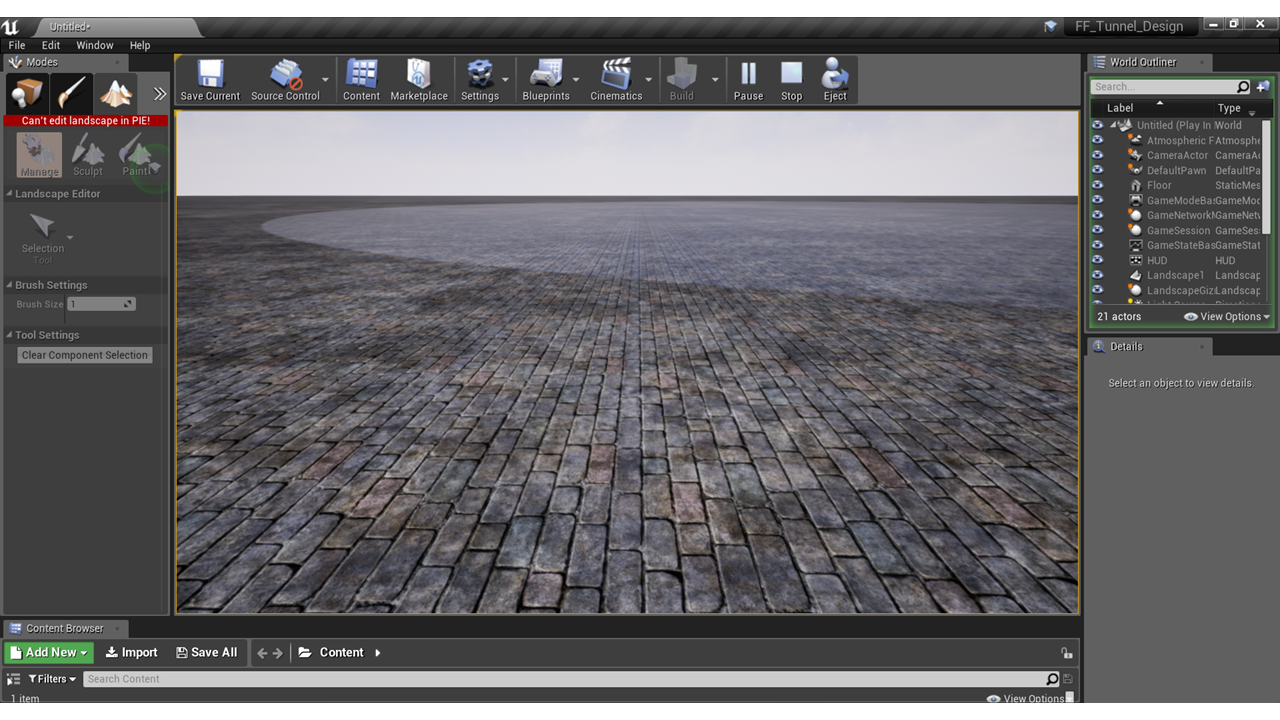 Untitled*
FF_Tunnel_Design
File Edit Window Help
Modes
World Outliner
Save Current Source Control Content Marketplace Settings Blueprints Cinematics Build Pause Stop Eject
Search...
Label Type
Can't edit landscape in PIE!
Manage Sculpt Paint
Landscape Editor
Selection
Tool
Brush Settings
Brush Size 1
Tool Settings
Clear Component Selection
Untitled (Play In World
Atmospheric F Atmosphe
CameraActor CameraAc
DefaultPawn DefaultPa
Floor StaticMes
GameModeBa GameMod
GameNetworkM GameNetw
GameSession GameSes
GameStateBas GameStat
HUD HUD
Landscape1 Landscap
LandscapeGiz Landscap
21 actors View Options
Details
Select an object to view details.
Content Browser
Add New Import Save All Content
Filters Search Content
1 item View Options